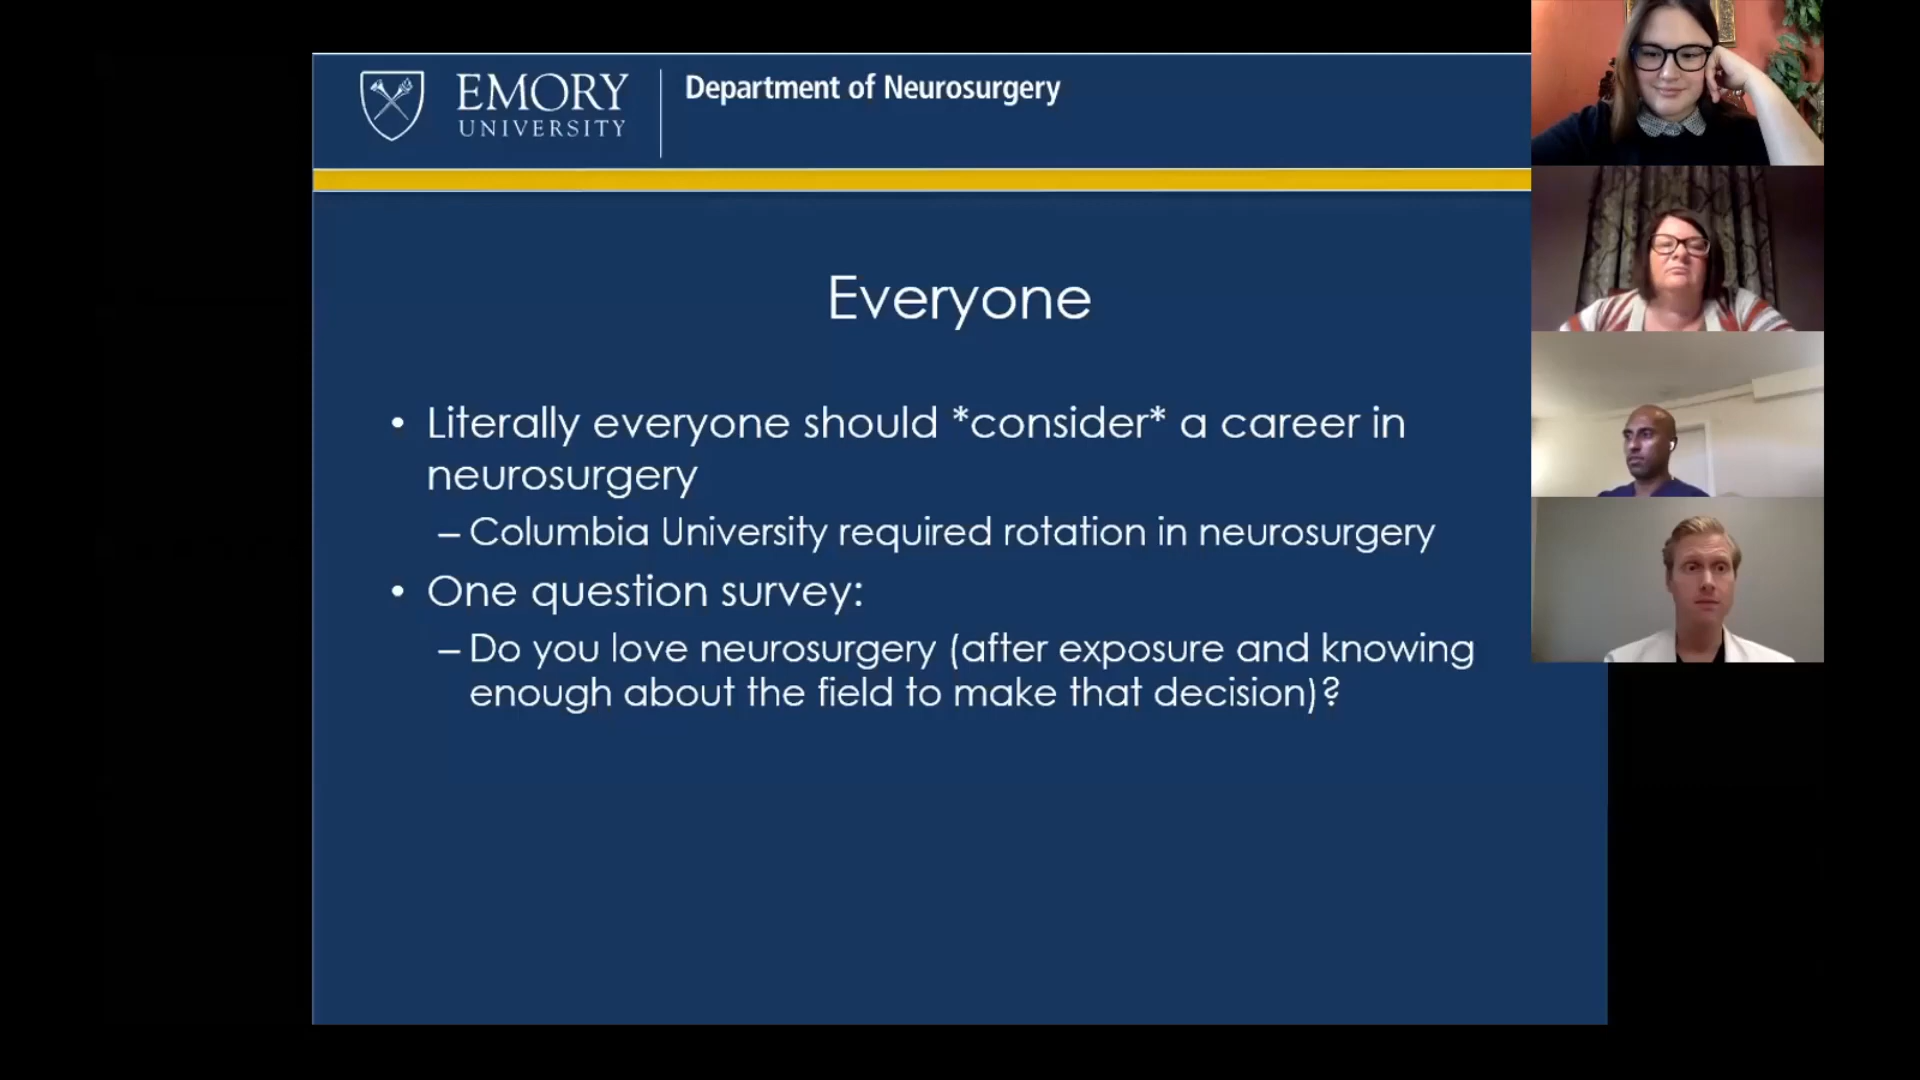 EMORY
UNIVERSITY
Department of Neurosurgery
Everyone
• Literally everyone should *consider* a career in
neurosurgery
– Columbia University required rotation in neurosurgery
• One question survey:
– Do you love neurosurgery (after exposure and knowing
enough about the field to make that decision)?